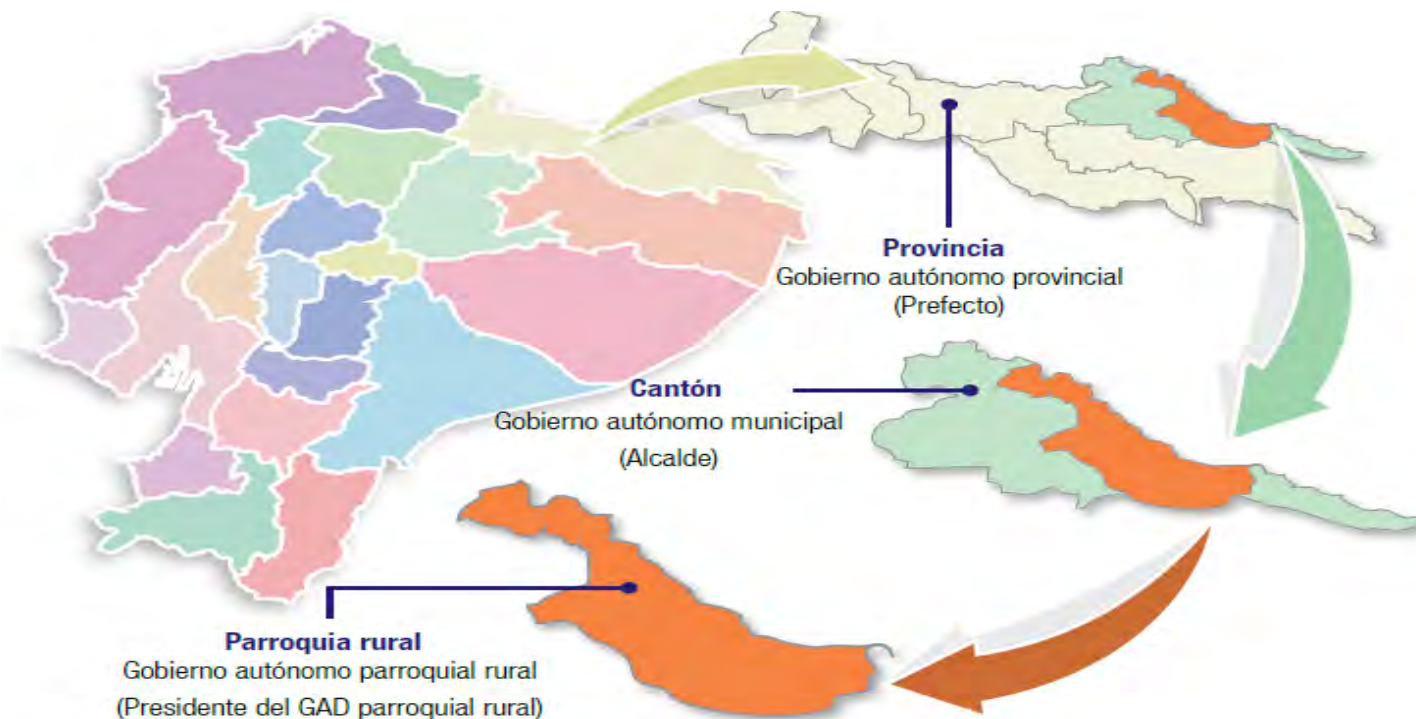 Provincia
Gobierno autónomo provincial
(Prefecto)
Cantón
Gobierno autónomo municipal
(Alcalde)
Parroquia rural
Gobierno autónomo parroquial rural
(Presidente del GAD parroquial rural)